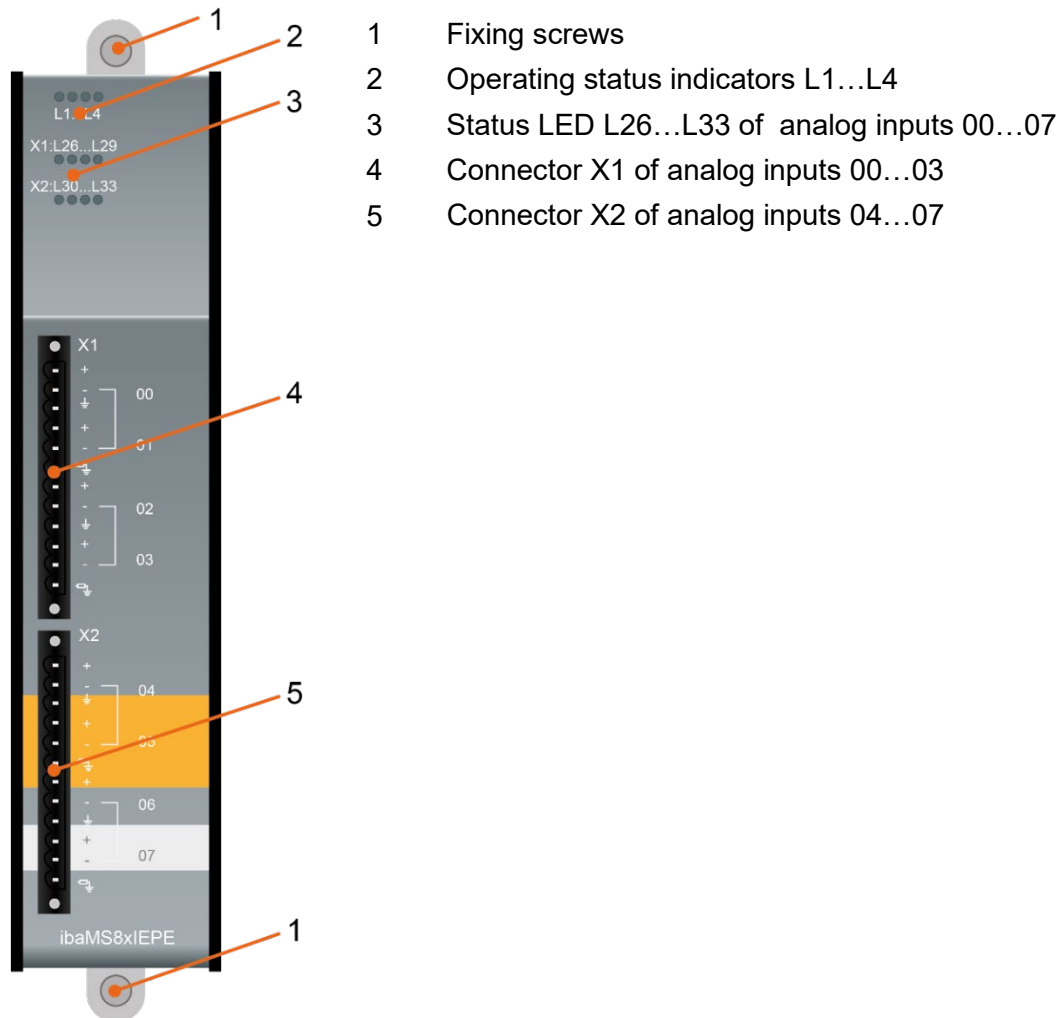 1
2
3
4
5
1
1 Fixing screws
2 Operating status indicators L1…L4
3 Status LED L26…L33 of analog inputs 00…07
4 Connector X1 of analog inputs 00…03
5 Connector X2 of analog inputs 04…07
L1...L4
X1:L26...L29
X2:L30...L33
X1
+
- 00
+
- 01
+
- 02
+
- 03
X2
+
- 04
+
- 05
+
- 06
+
- 07
ibaMS8xIEPE